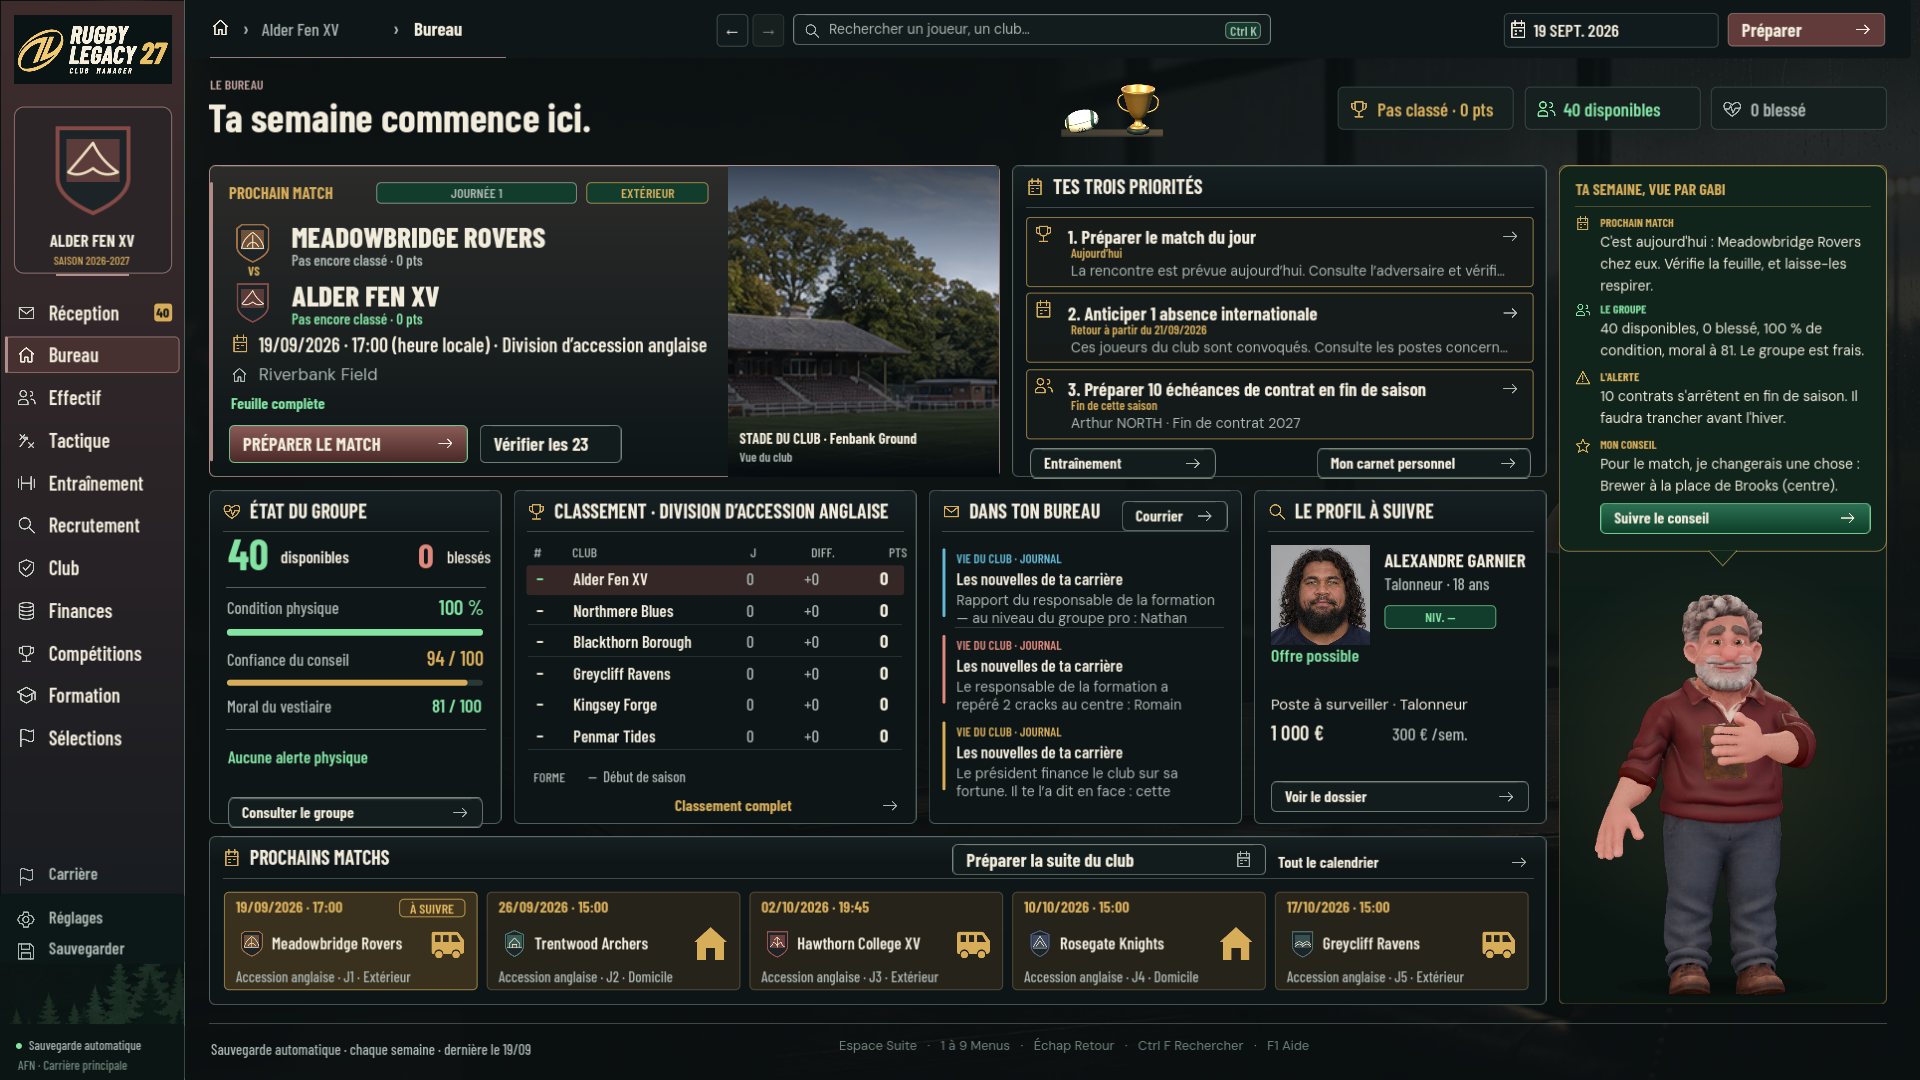 RUGBY
LEGACY 27
CLUB MANAGER
ALDER FEN XV
SAISON 2026-2027
Réception 40
Bureau
Effectif
Tactique
Entraînement
Recrutement
Club
Finances
Compétitions
Formation
Sélections
Carrière
Réglages
Sauvegarder
Sauvegarde automatique
AFN · Carrière principale
› Alder Fen XV › Bureau
← →
Rechercher un joueur, un club... Ctrl K
19 SEPT. 2026
Préparer →
LE BUREAU
Ta semaine commence ici.
Pas classé · 0 pts
40 disponibles
0 blessé
PROCHAIN MATCH
JOURNÉE 1
EXTÉRIEUR
MEADOWBRIDGE ROVERS
Pas encore classé · 0 pts
VS
ALDER FEN XV
Pas encore classé · 0 pts
19/09/2026 · 17:00 (heure locale) · Division d’accession anglaise
Riverbank Field
Feuille complète
PRÉPARER LE MATCH →
Vérifier les 23
STADE DU CLUB · Fenbank Ground
Vue du club
TES TROIS PRIORITÉS
1. Préparer le match du jour →
Aujourd'hui
La rencontre est prévue aujourd’hui. Consulte l’adversaire et vérifi...
2. Anticiper 1 absence internationale →
Retour à partir du 21/09/2026
Ces joueurs du club sont convoqués. Consulte les postes concern...
3. Préparer 10 échéances de contrat en fin de saison →
Fin de cette saison
Arthur NORTH · Fin de contrat 2027
Entraînement →
Mon carnet personnel →
TA SEMAINE, VUE PAR GABI
PROCHAIN MATCH
C'est aujourd'hui : Meadowbridge Rovers
chez eux. Vérifie la feuille, et laisse-les
respirer.
LE GROUPE
40 disponibles, 0 blessé, 100 % de
condition, moral à 81. Le groupe est frais.
L'ALERTE
10 contrats s'arrêtent en fin de saison. Il
faudra trancher avant l'hiver.
MON CONSEIL
Pour le match, je changerais une chose :
Brewer à la place de Brooks (centre).
Suivre le conseil →
ÉTAT DU GROUPE
40 disponibles 0 blessés
Condition physique 100 %
Confiance du conseil 94 / 100
Moral du vestiaire 81 / 100
Aucune alerte physique
Consulter le groupe →
CLASSEMENT · DIVISION D’ACCESSION ANGLAISE
# CLUB J DIFF. PTS
– Alder Fen XV 0 +0 0
– Northmere Blues 0 +0 0
– Blackthorn Borough 0 +0 0
– Greycliff Ravens 0 +0 0
– Kingsey Forge 0 +0 0
– Penmar Tides 0 +0 0
FORME — Début de saison
Classement complet →
DANS TON BUREAU
Courrier →
VIE DU CLUB · JOURNAL
Les nouvelles de ta carrière
Rapport du responsable de la formation
— au niveau du groupe pro : Nathan
VIE DU CLUB · JOURNAL
Les nouvelles de ta carrière
Le responsable de la formation a
repéré 2 cracks au centre : Romain
VIE DU CLUB · JOURNAL
Les nouvelles de ta carrière
Le président finance le club sur sa
fortune. Il te l’a dit en face : cette
LE PROFIL À SUIVRE
ALEXANDRE GARNIER
Talonneur · 18 ans
NIV. —
Offre possible
Poste à surveiller · Talonneur
1 000 € 300 € /sem.
Voir le dossier →
PROCHAINS MATCHS
Préparer la suite du club
Tout le calendrier →
19/09/2026 · 17:00 À SUIVRE
Meadowbridge Rovers
Accession anglaise · J1 · Extérieur
26/09/2026 · 15:00
Trentwood Archers
Accession anglaise · J2 · Domicile
02/10/2026 · 19:45
Hawthorn College XV
Accession anglaise · J3 · Extérieur
10/10/2026 · 15:00
Rosegate Knights
Accession anglaise · J4 · Domicile
17/10/2026 · 15:00
Greycliff Ravens
Accession anglaise · J5 · Extérieur
Sauvegarde automatique · chaque semaine · dernière le 19/09
Espace Suite · 1 à 9 Menus · Échap Retour · Ctrl F Rechercher · F1 Aide